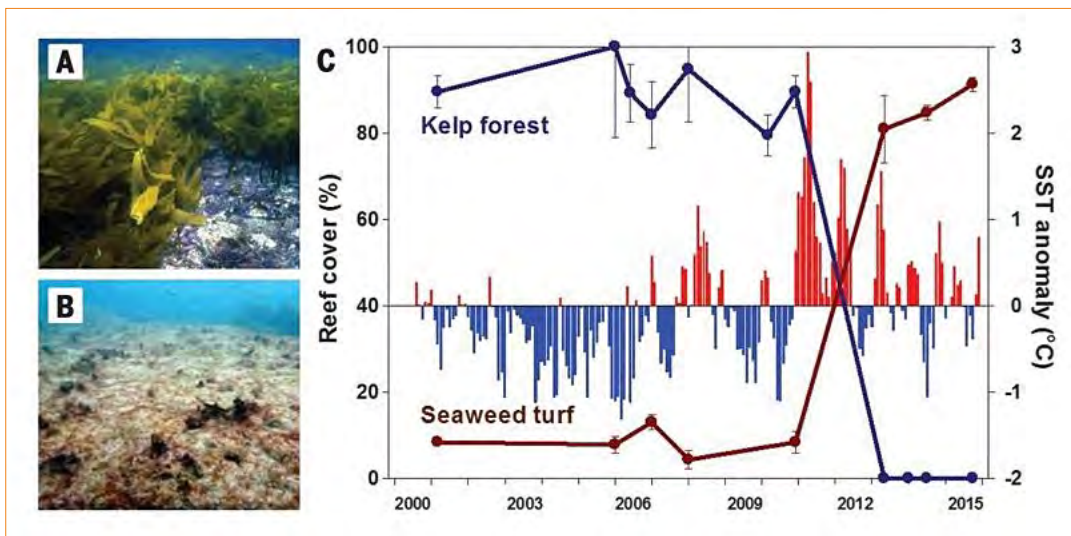 A
B
C
Reef cover (%)
100
80
60
40
20
0
Kelp forest
Seaweed turf
3
2
1
0
-1
-2
SST anomaly (°C)
2000
2003
2006
2009
2012
2015